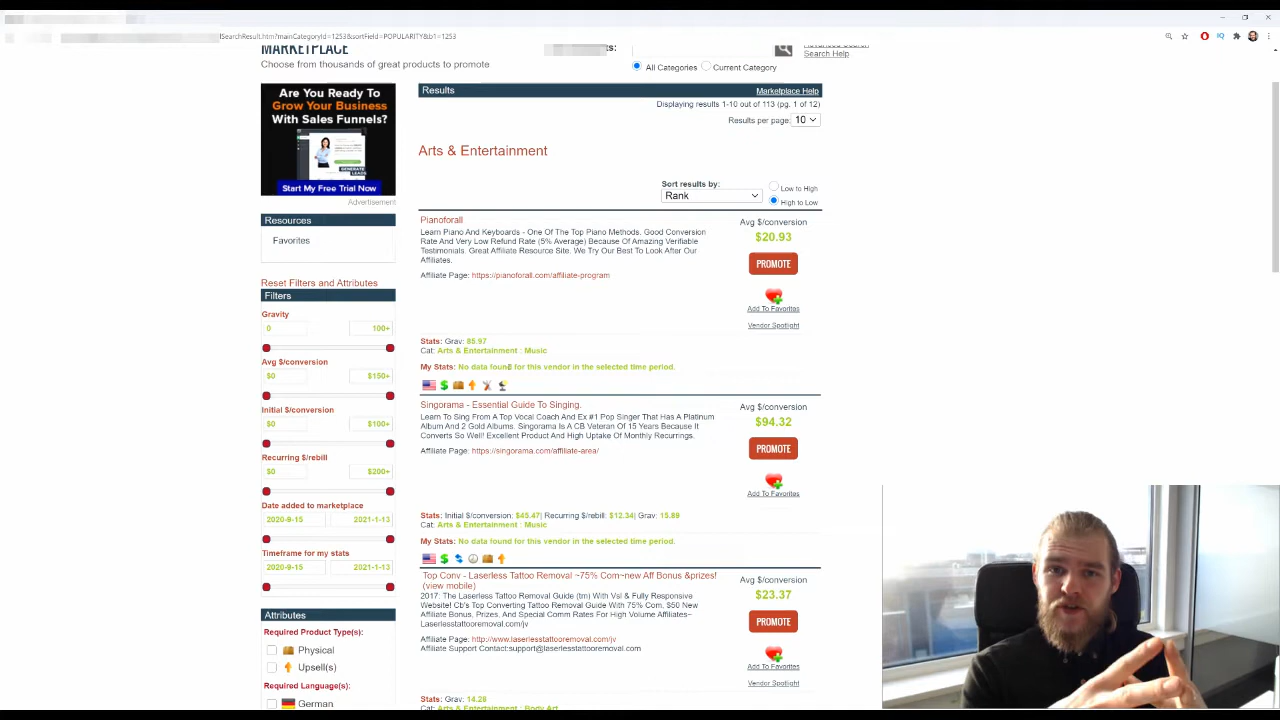 lSearchResult.htm?mainCategoryId=1253&sortField=POPULARITY&b1=1253
MARKETPLACE
Choose from thousands of great products to promote
All Categories
Current Category
Advanced Search
Search Help
Are You Ready To
Grow Your Business
With Sales Funnels?
GENERATE
LEADS
Start My Free Trial Now
Advertisement
Resources
Favorites
Reset Filters and Attributes
Filters
Gravity
0 100+
Avg $/conversion
$0 $150+
Initial $/conversion
$0 $100+
Recurring $/rebill
$0 $200+
Date added to marketplace
2020-9-15 2021-1-13
Timeframe for my stats
2020-9-15 2021-1-13
Attributes
Required Product Type(s):
Physical
Upsell(s)
Required Language(s):
German
Results Marketplace Help
Displaying results 1-10 out of 113 (pg. 1 of 12)
Results per page: 10
Arts & Entertainment
Sort results by:
Rank
Low to High
High to Low
Pianoforall
Learn Piano And Keyboards - One Of The Top Piano Methods. Good Conversion
Rate And Very Low Refund Rate (5% Average) Because Of Amazing Verifiable
Testimonials. Great Affiliate Resource Site. We Try Our Best To Look After Our
Affiliates.
Affiliate Page: https://pianoforall.com/affiliate-program
Avg $/conversion
$20.93
PROMOTE
Add To Favorites
Vendor Spotlight
Stats: Grav: 85.97
Cat: Arts & Entertainment : Music
My Stats: No data found for this vendor in the selected time period.
Singorama - Essential Guide To Singing.
Learn To Sing From A Top Vocal Coach And Ex #1 Pop Singer That Has A Platinum
Album And 2 Gold Albums. Singorama Is A CB Veteran Of 15 Years Because It
Converts So Well! Excellent Product And High Uptake Of Monthly Recurrings.
Affiliate Page: https://singorama.com/affiliate-area/
Avg $/conversion
$94.32
PROMOTE
Add To Favorites
Stats: Initial $/conversion: $45.47| Recurring $/rebill: $12.34| Grav: 15.89
Cat: Arts & Entertainment : Music
My Stats: No data found for this vendor in the selected time period.
Top Conv - Laserless Tattoo Removal ~75% Com~new Aff Bonus &prizes!
(view mobile)
2017: The Laserless Tattoo Removal Guide (tm) With Vsl & Fully Responsive
Website! Cb's Top Converting Tattoo Removal Guide With 75% Com. $50 New
Affiliate Bonus, Prizes, And Special Comm Rates For High Volume Affiliates--
Laserlesstattooremoval.com/jv
Affiliate Page: http://www.laserlesstattooremoval.com/jv
Affiliate Support Contact:support@laserlesstattooremoval.com
Avg $/conversion
$23.37
PROMOTE
Add To Favorites
Vendor Spotlight
Stats: Grav: 14.28
Cat: Arts & Entertainment : Body Art